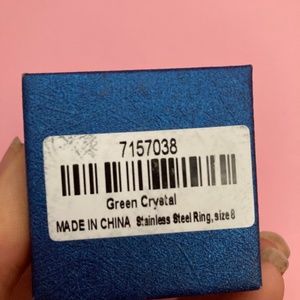 7157038
Green Crystal
MADE IN CHINA Stainless Steel Ring, size 8